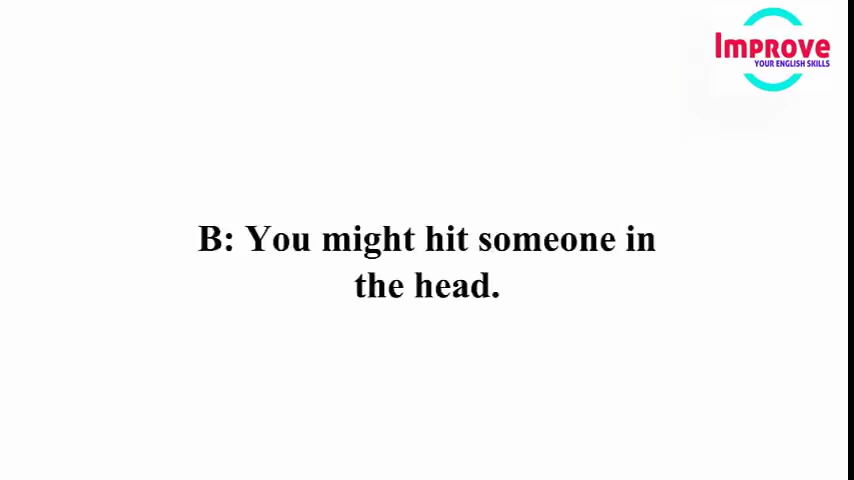 Improve
YOUR ENGLISH SKILLS
B: You might hit someone in
the head.